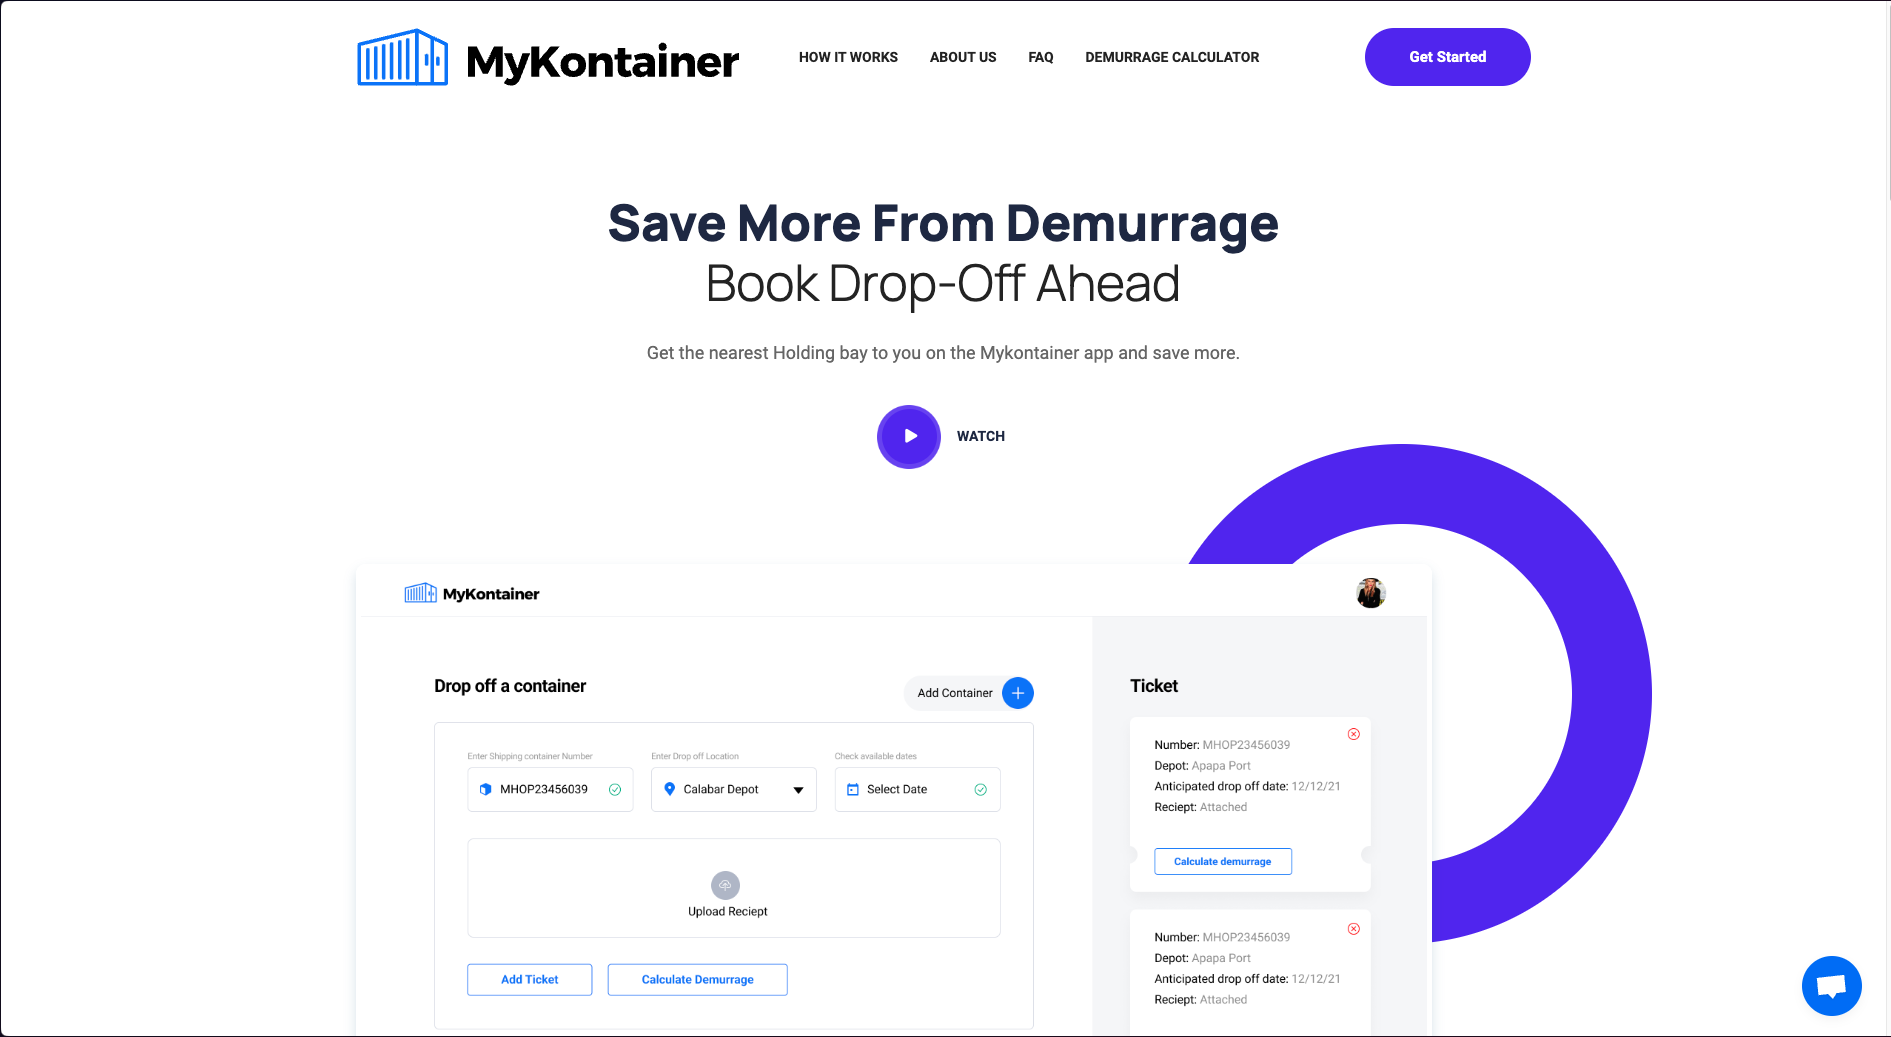 MyKontainer
HOW IT WORKS
ABOUT US
FAQ
DEMURRAGE CALCULATOR
Get Started
Save More From Demurrage
Book Drop-Off Ahead
Get the nearest Holding bay to you on the Mykontainer app and save more.
WATCH
MyKontainer
Drop off a container
Add Container
Enter Shipping container Number
Enter Drop off Location
Check available dates
MHOP23456039
Calabar Depot
Select Date
Upload Reciept
Add Ticket
Calculate Demurrage
Ticket
Number: MHOP23456039
Depot: Apapa Port
Anticipated drop off date: 12/12/21
Reciept: Attached
Calculate demurrage
Number: MHOP23456039
Depot: Apapa Port
Anticipated drop off date: 12/12/21
Reciept: Attached